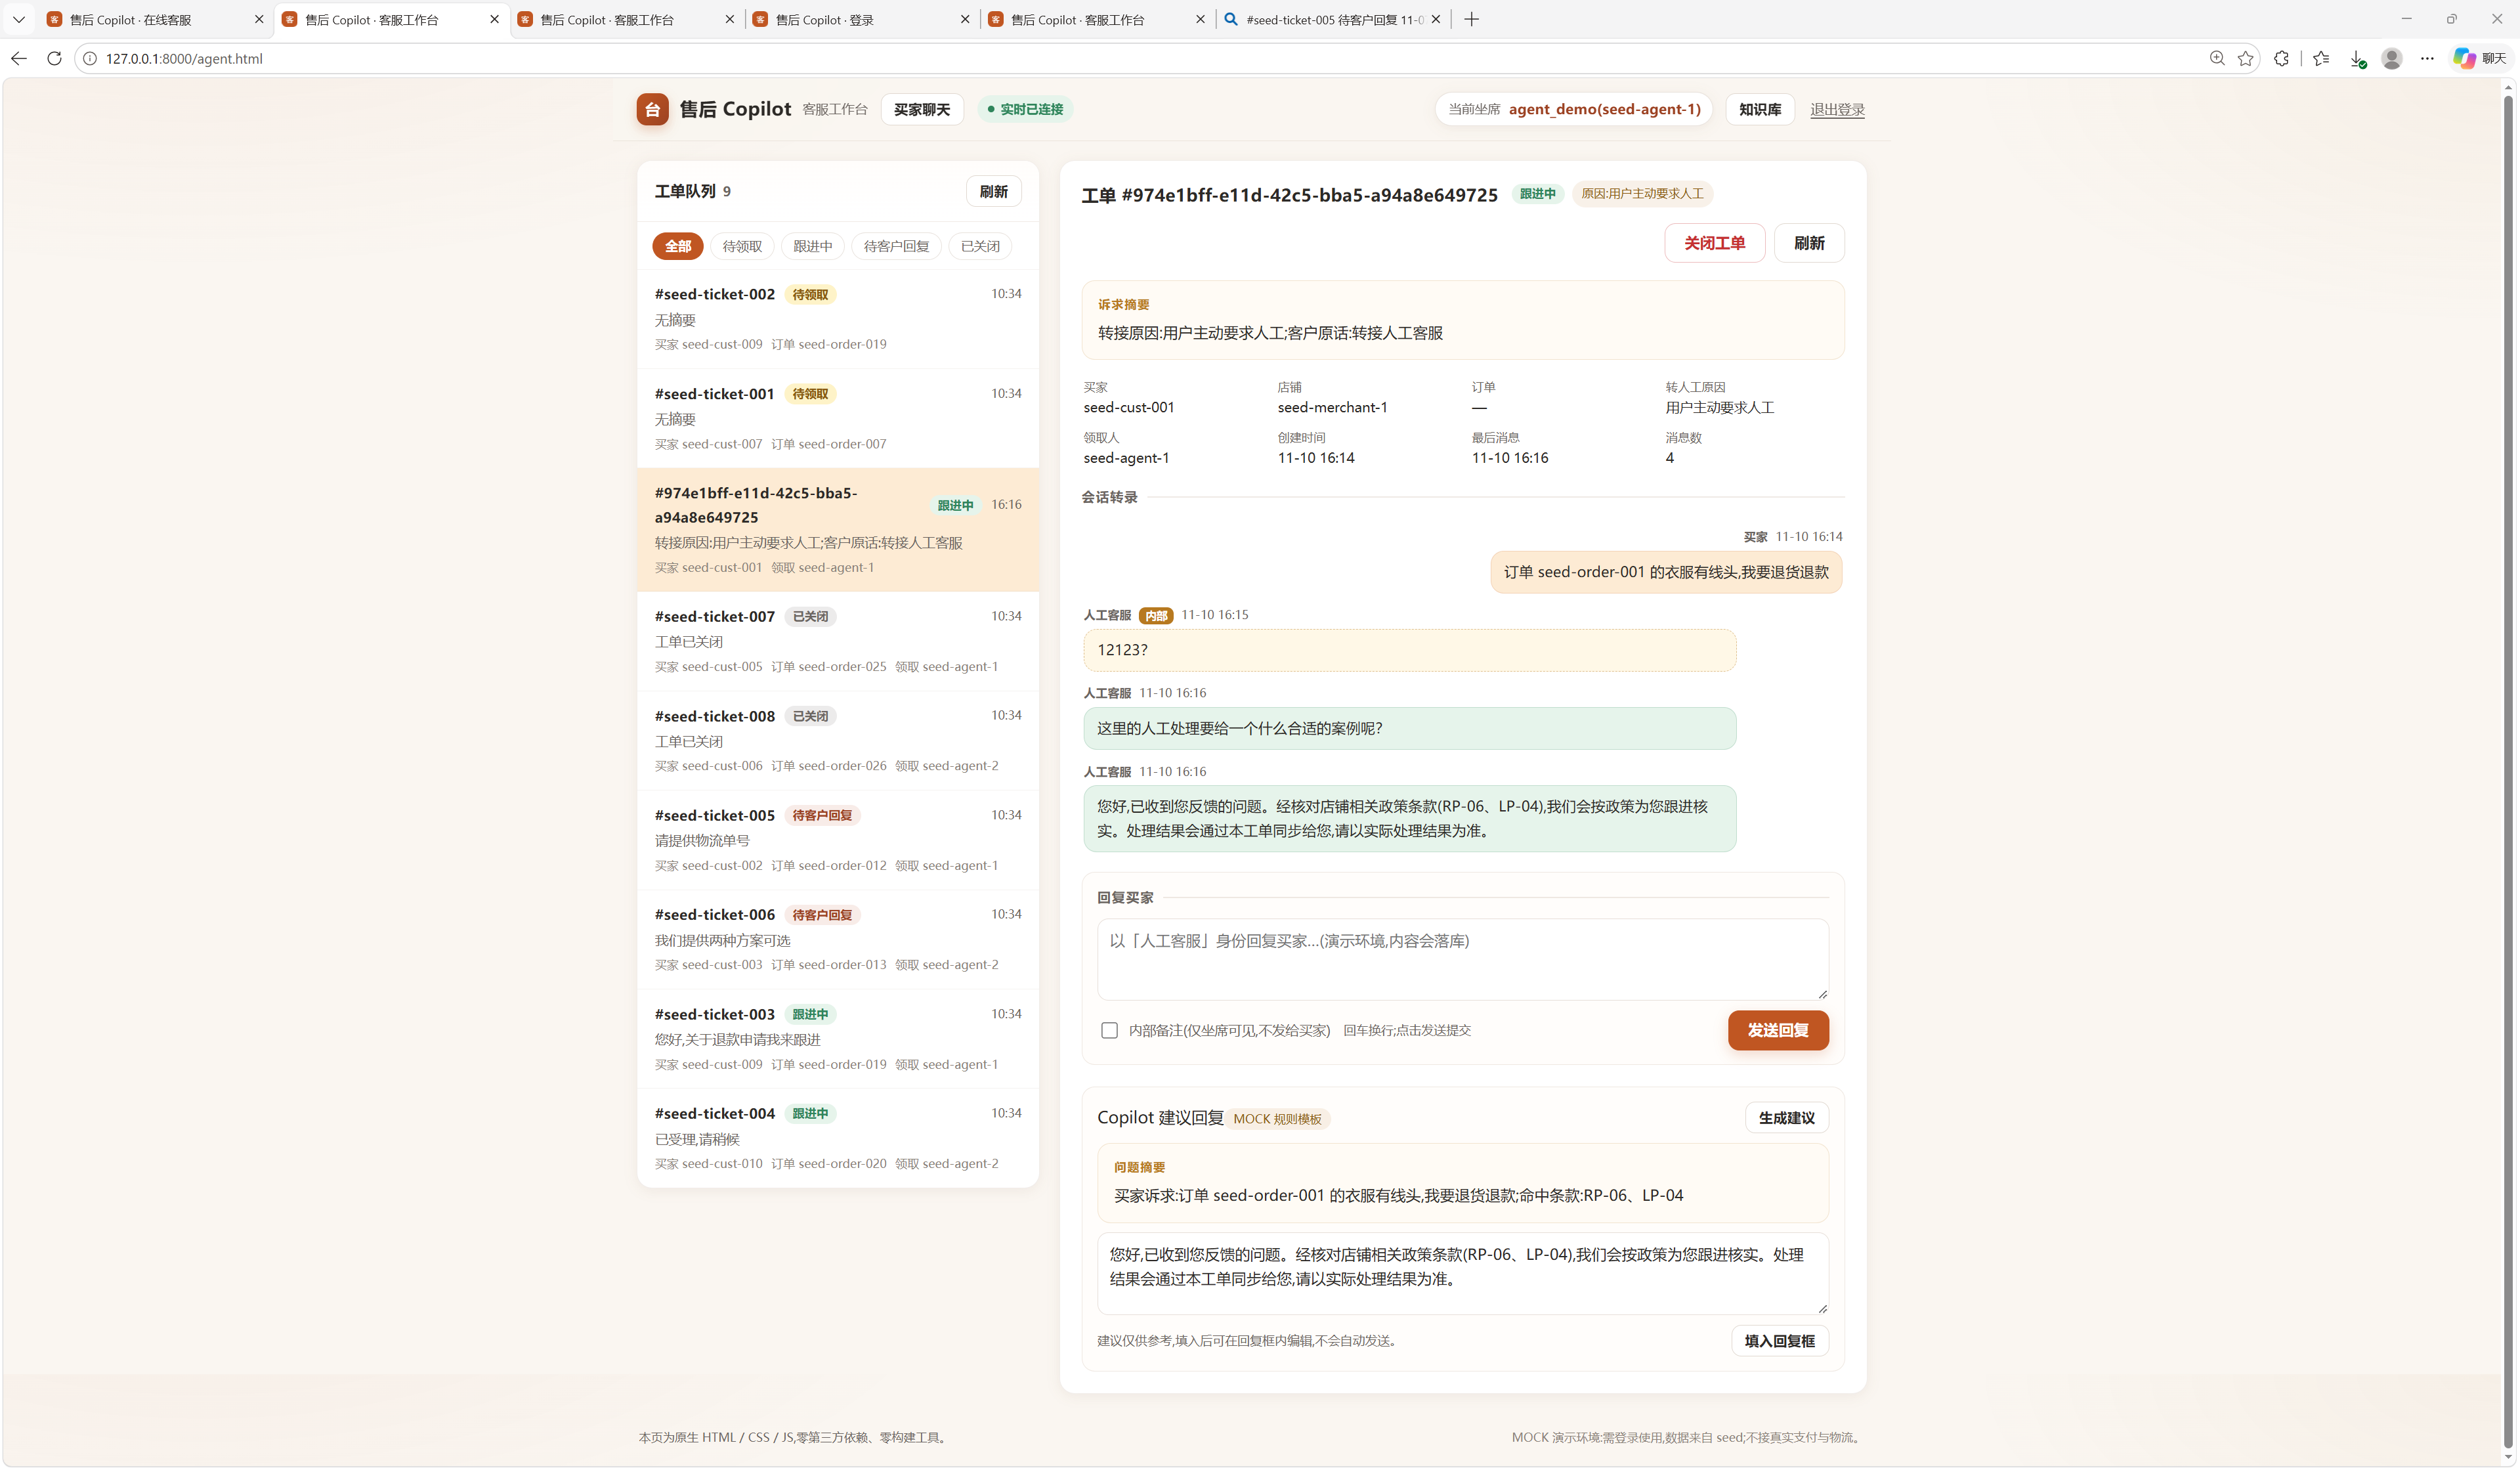 售后 Copilot · 在线客服
售后 Copilot · 客服工作台
售后 Copilot · 客服工作台
售后 Copilot · 登录
售后 Copilot · 客服工作台
#seed-ticket-005 待客户回复 11-0
127.0.0.1:8000/agent.html
聊天
台 售后 Copilot 客服工作台 买家聊天 实时已连接
当前坐席 agent_demo(seed-agent-1) 知识库 退出登录
工单队列 9 刷新
全部 待领取 跟进中 待客户回复 已关闭
#seed-ticket-002 待领取 10:34
无摘要
买家 seed-cust-009 订单 seed-order-019
#seed-ticket-001 待领取 10:34
无摘要
买家 seed-cust-007 订单 seed-order-007
#974e1bff-e11d-42c5-bba5-
a94a8e649725 跟进中 16:16
转接原因:用户主动要求人工;客户原话:转接人工客服
买家 seed-cust-001 领取 seed-agent-1
#seed-ticket-007 已关闭 10:34
工单已关闭
买家 seed-cust-005 订单 seed-order-025 领取 seed-agent-1
#seed-ticket-008 已关闭 10:34
工单已关闭
买家 seed-cust-006 订单 seed-order-026 领取 seed-agent-2
#seed-ticket-005 待客户回复 10:34
请提供物流单号
买家 seed-cust-002 订单 seed-order-012 领取 seed-agent-1
#seed-ticket-006 待客户回复 10:34
我们提供两种方案可选
买家 seed-cust-003 订单 seed-order-013 领取 seed-agent-2
#seed-ticket-003 跟进中 10:34
您好,关于退款申请我来跟进
买家 seed-cust-009 订单 seed-order-019 领取 seed-agent-1
#seed-ticket-004 跟进中 10:34
已受理,请稍候
买家 seed-cust-010 订单 seed-order-020 领取 seed-agent-2
工单 #974e1bff-e11d-42c5-bba5-a94a8e649725 跟进中 原因:用户主动要求人工
关闭工单 刷新
诉求摘要
转接原因:用户主动要求人工;客户原话:转接人工客服
买家 店铺 订单 转人工原因
seed-cust-001 seed-merchant-1 — 用户主动要求人工
领取人 创建时间 最后消息 消息数
seed-agent-1 11-10 16:14 11-10 16:16 4
会话转录
买家 11-10 16:14
订单 seed-order-001 的衣服有线头,我要退货退款
人工客服 内部 11-10 16:15
12123?
人工客服 11-10 16:16
这里的人工处理要给一个什么合适的案例呢?
人工客服 11-10 16:16
您好,已收到您反馈的问题。经核对店铺相关政策条款(RP-06、LP-04),我们会按政策为您跟进核
实。处理结果会通过本工单同步给您,请以实际处理结果为准。
回复买家
以「人工客服」身份回复买家...(演示环境,内容会落库)
内部备注(仅坐席可见,不发给买家) 回车换行;点击发送提交 发送回复
Copilot 建议回复 MOCK 规则模板 生成建议
问题摘要
买家诉求:订单 seed-order-001 的衣服有线头,我要退货退款;命中条款:RP-06、LP-04
您好,已收到您反馈的问题。经核对店铺相关政策条款(RP-06、LP-04),我们会按政策为您跟进核实。处理
结果会通过本工单同步给您,请以实际处理结果为准。
建议仅供参考,填入后可在回复框内编辑,不会自动发送。 填入回复框
本页为原生 HTML / CSS / JS,零第三方依赖、零构建工具。
MOCK 演示环境:需登录使用,数据来自 seed;不接真实支付与物流。